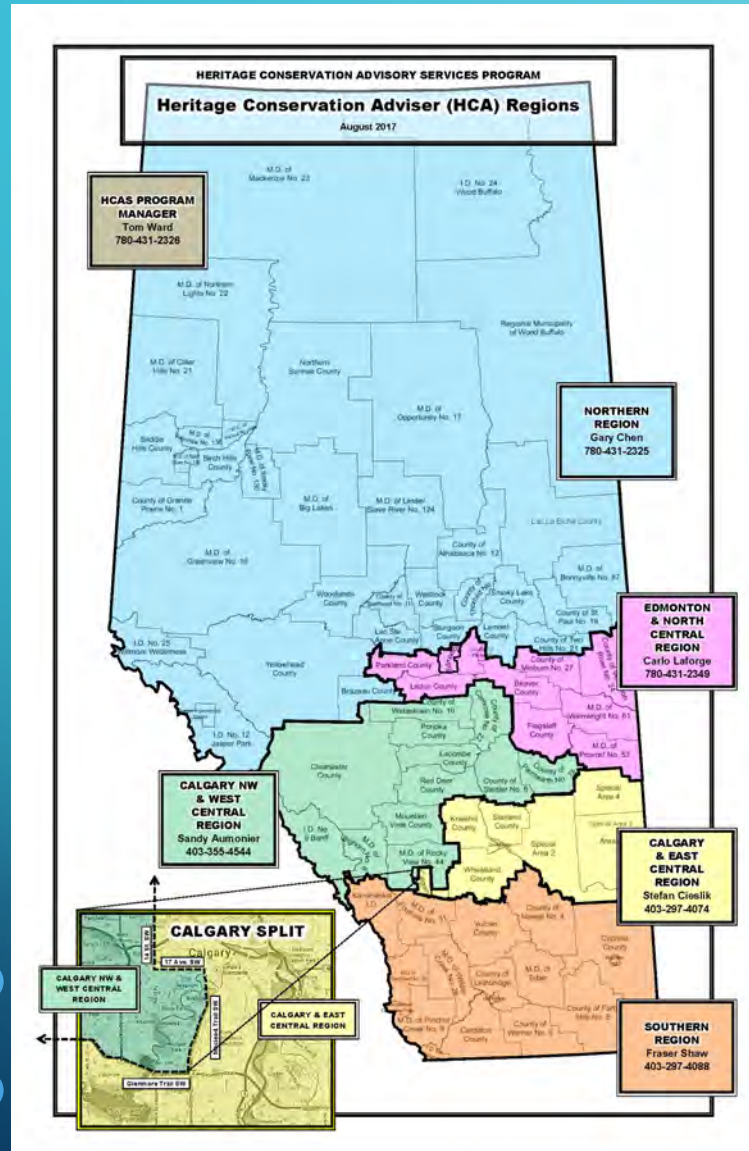 HERITAGE CONSERVATION ADVISORY SERVICES PROGRAM
Heritage Conservation Adviser (HCA) Regions
August 2017
HCAS PROGRAM
MANAGER
Tom Ward
780-431-2326
M.D. of
Mackenzie No. 23
I.D. No. 24
Wood Buffalo
M.D. of Northern
Lights No. 22
Regional Municipality
of Wood Buffalo
M.D. of Clear
Hills No. 21
Northern
Sunrise County
M.D. of
Opportunity No. 17
NORTHERN
REGION
Gary Chen
780-431-2325
Saddle
Hills County
Birch Hills
County
County of Grande
Prairie No. 1
M.D. of
Big Lakes
M.D. of Lesser
Slave River No. 124
Lac La Biche County
M.D. of
Greenview No. 16
County of
Athabasca No. 12
M.D. of
Bonnyville No. 87
Woodlands
County
Westlock
County
Smoky Lake
County
County of St.
Paul No. 19
Lac Ste.
Anne County
Sturgeon
County
Lamont
County
County of Two
Hills No. 21
EDMONTON
& NORTH
CENTRAL
REGION
Carlo Laforge
780-431-2349
I.D. No. 25
Willmore Wilderness
Yellowhead
County
Parkland County
County of
Minburn No. 27
Brazeau County
Leduc County
Beaver
County
I.D. No. 12
Jasper Park
County of
Wetaskiwin No. 10
Flagstaff
County
M.D. of
Wainwright No. 61
Ponoka
County
M.D. of
Provost No. 52
Clearwater
County
Lacombe
County
Red Deer
County
County of
Stettler No. 6
Special
Area 4
CALGARY NW
& WEST
CENTRAL
REGION
Sandy Aumonier
403-355-4544
Mountain
View County
Kneehill
County
Starland
County
Special
Area 2
M.D. of Rocky
View No. 44
Wheatland
County
CALGARY
& EAST
CENTRAL
REGION
Stefan Cieslik
403-297-4074
Kananaskis
I.D.
Vulcan
County
County of
Newell No. 4
Cypress
County
County of
Lethbridge
M.D. of
Taber
M.D. of Pincher
Creek No. 9
Cardston
County
County of
Warner No. 5
SOUTHERN
REGION
Fraser Shaw
403-297-4088
CALGARY SPLIT
Calgary
14 St. SW
17 Ave. SW
CALGARY NW &
WEST CENTRAL
REGION
CALGARY & EAST
CENTRAL REGION
Macleod Trail SW
Glenmore Trail SW